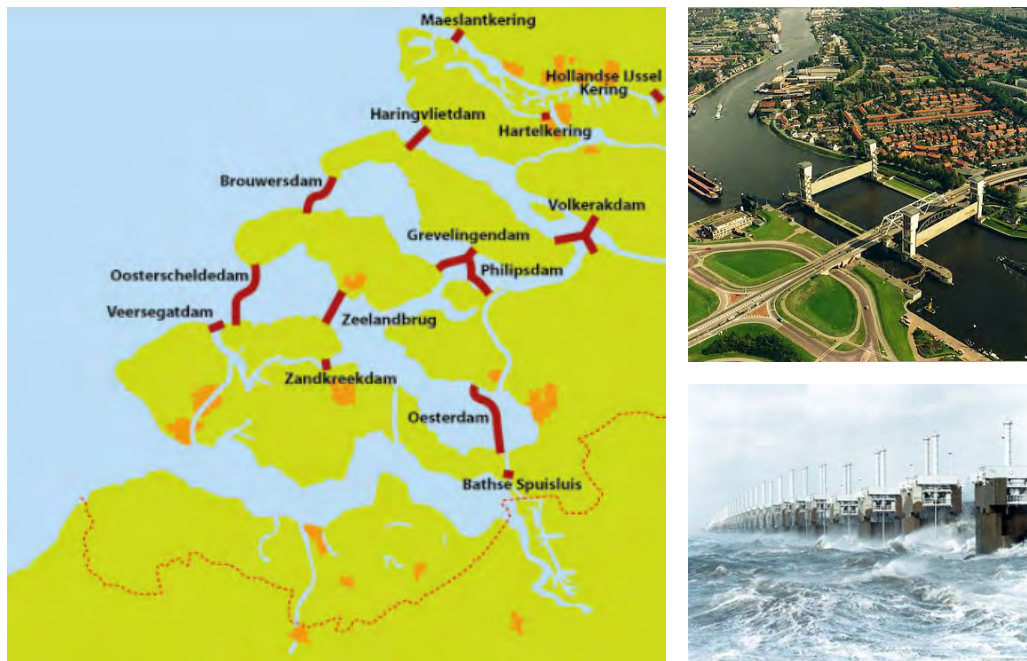 Maeslantkering
Hollandse IJssel
Kering
Haringvlietdam
Hartelkering
Brouwersdam
Volkerakdam
Grevelingendam
Philipsdam
Oosterscheldedam
Veersegatdam
Zeelandbrug
Zandkreekdam
Oesterdam
Bathse Spuisluis